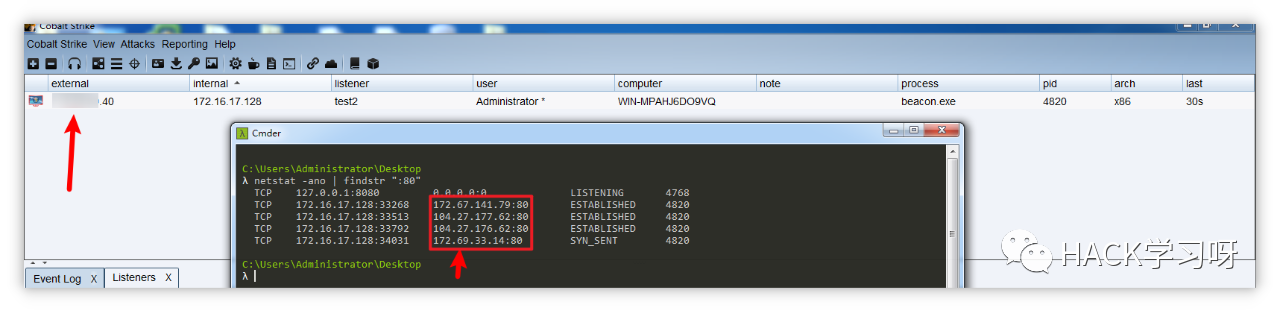 Cobalt Strike
Cobalt Strike View Attacks Reporting Help
external internal listener user computer note process pid arch last
.40 172.16.17.128 test2 Administrator * WIN-MPAHJ6DO9VQ beacon.exe 4820 x86 30s
λ Cmder
C:\Users\Administrator\Desktop
λ netstat -ano | findstr ":80"
TCP 127.0.0.1:8080 0.0.0.0:0 LISTENING 4768
TCP 172.16.17.128:33268 172.67.141.79:80 ESTABLISHED 4820
TCP 172.16.17.128:33513 104.27.177.62:80 ESTABLISHED 4820
TCP 172.16.17.128:33792 104.27.176.62:80 ESTABLISHED 4820
TCP 172.16.17.128:34031 172.69.33.14:80 SYN_SENT 4820
C:\Users\Administrator\Desktop
λ
HACK学习呀
Event Log X Listeners X